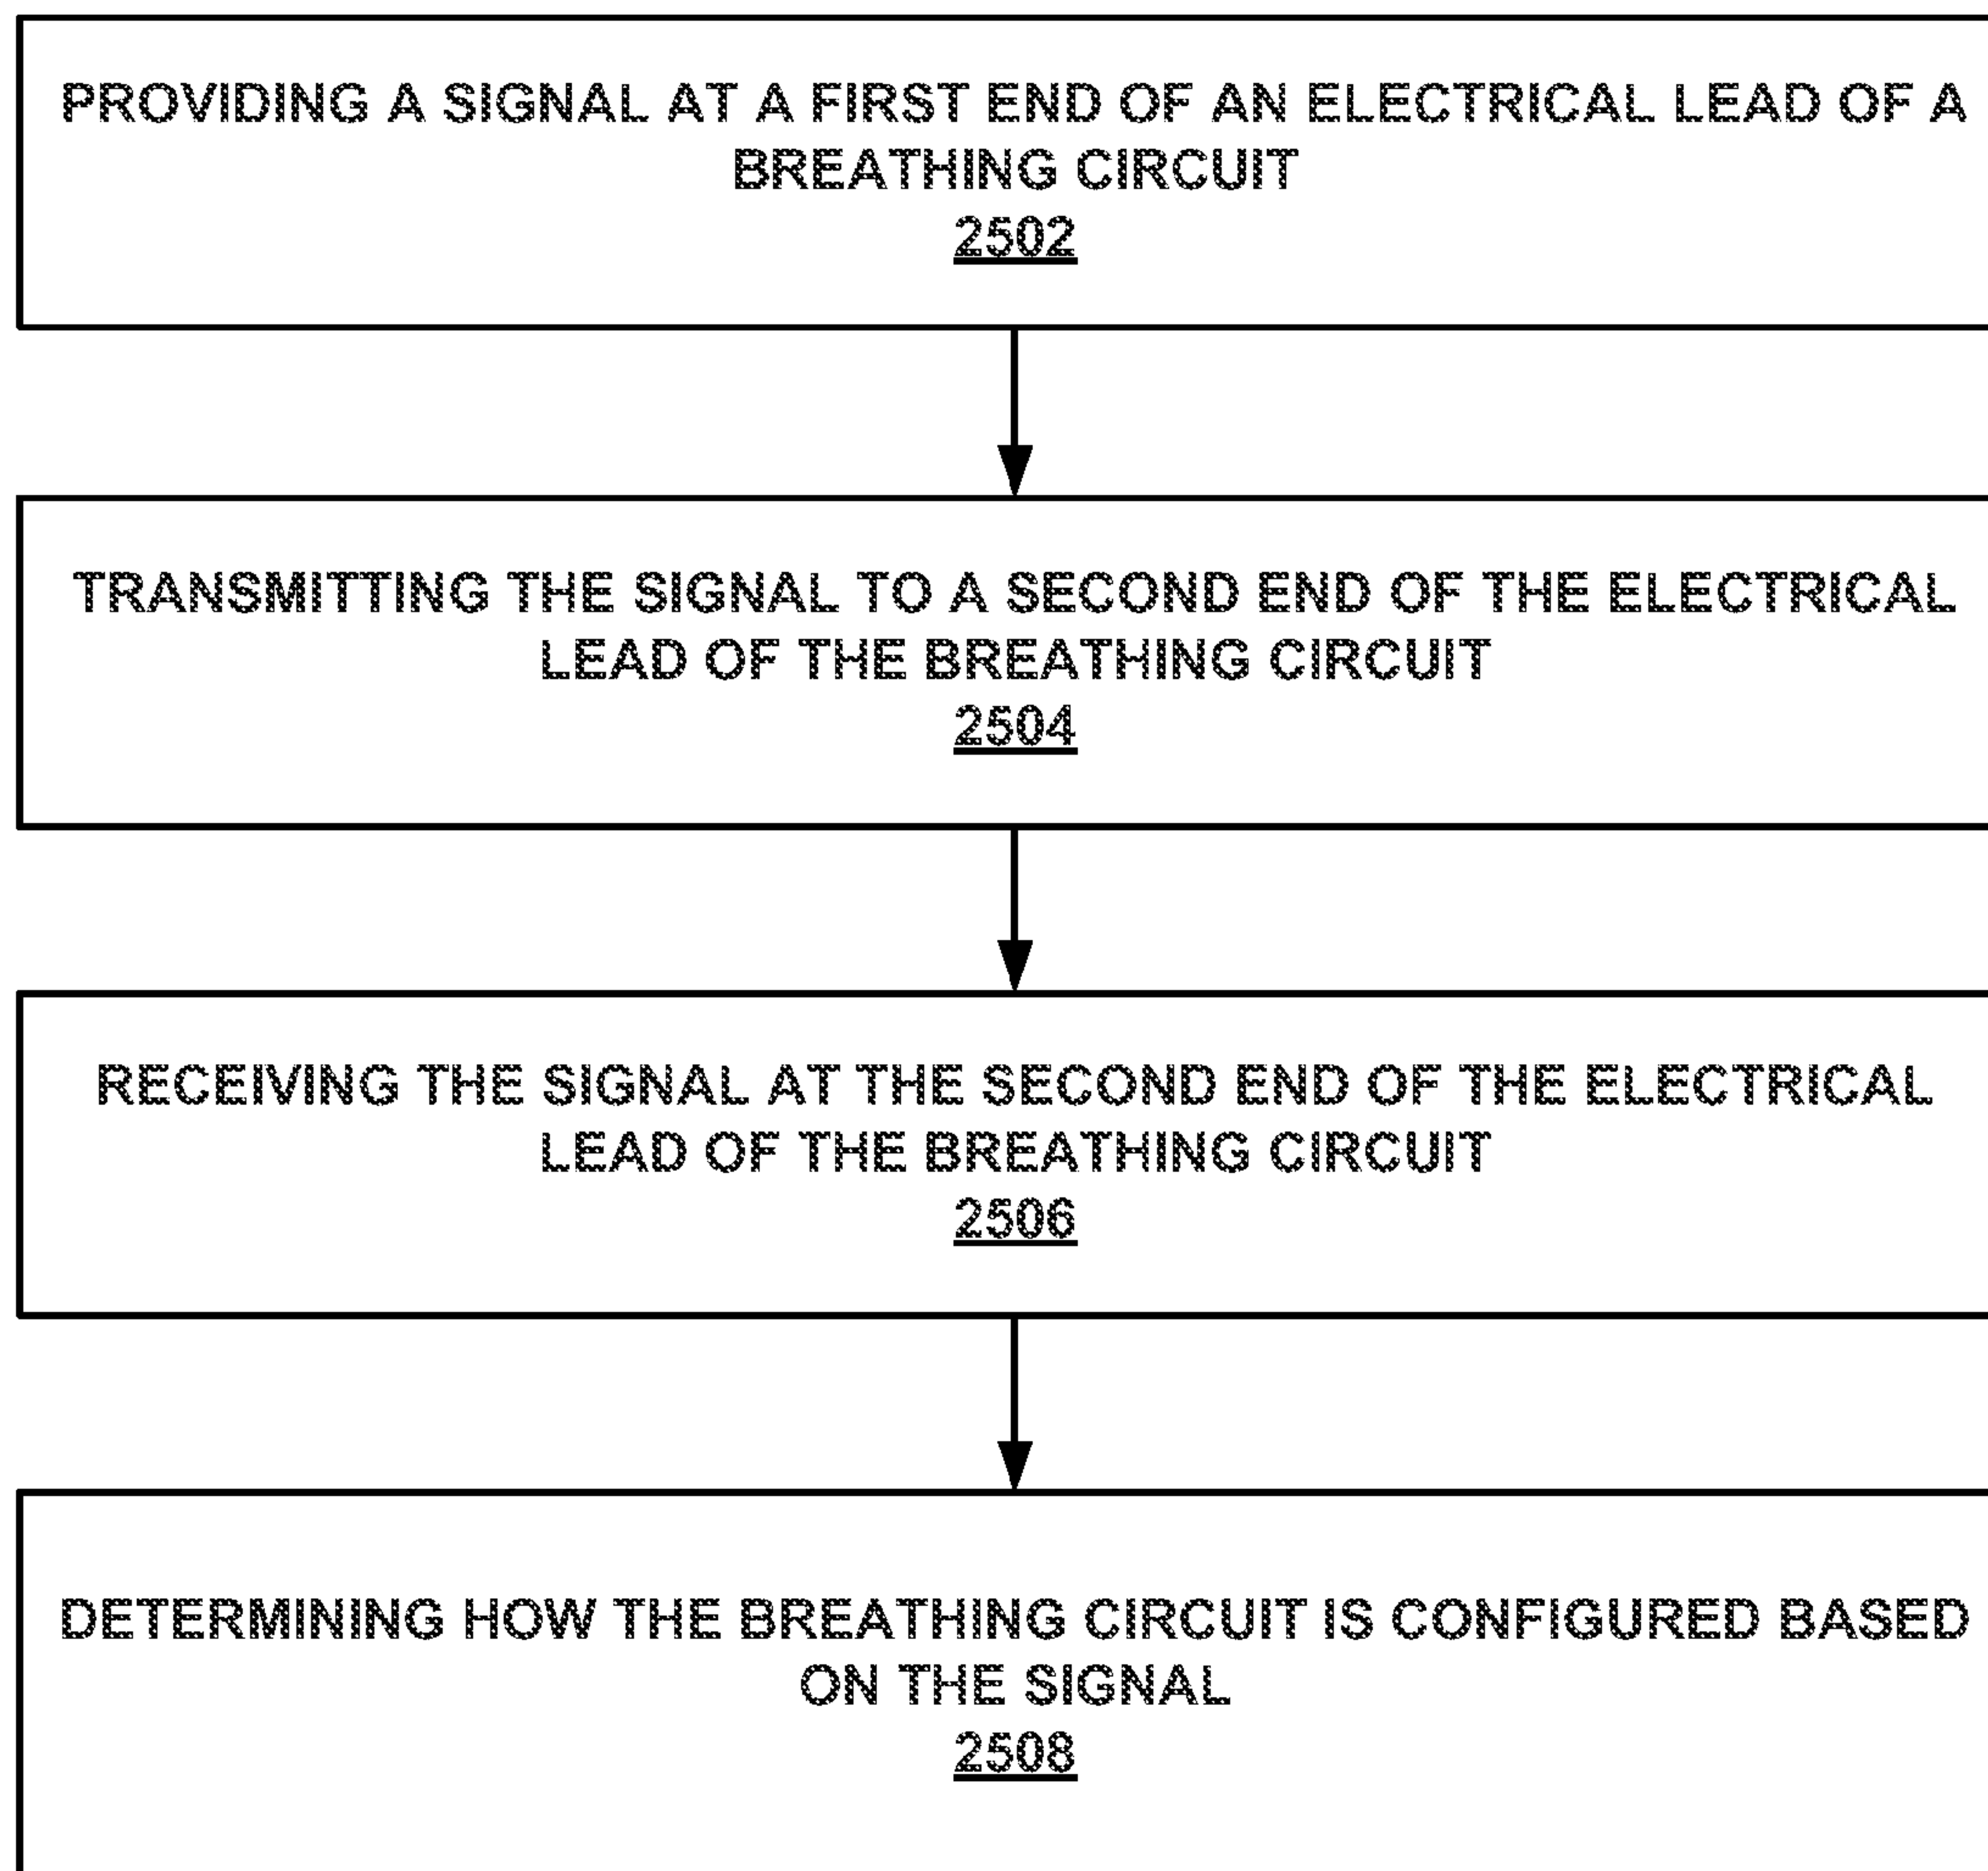 PROVIDING A SIGNAL AT A FIRST END OF AN ELECTRICAL LEAD OF A
BREATHING CIRCUIT
2502
TRANSMITTING THE SIGNAL TO A SECOND END OF THE ELECTRICAL
LEAD OF THE BREATHING CIRCUIT
2504
RECEIVING THE SIGNAL AT THE SECOND END OF THE ELECTRICAL
LEAD OF THE BREATHING CIRCUIT
2506
DETERMINING HOW THE BREATHING CIRCUIT IS CONFIGURED BASED
ON THE SIGNAL
2508